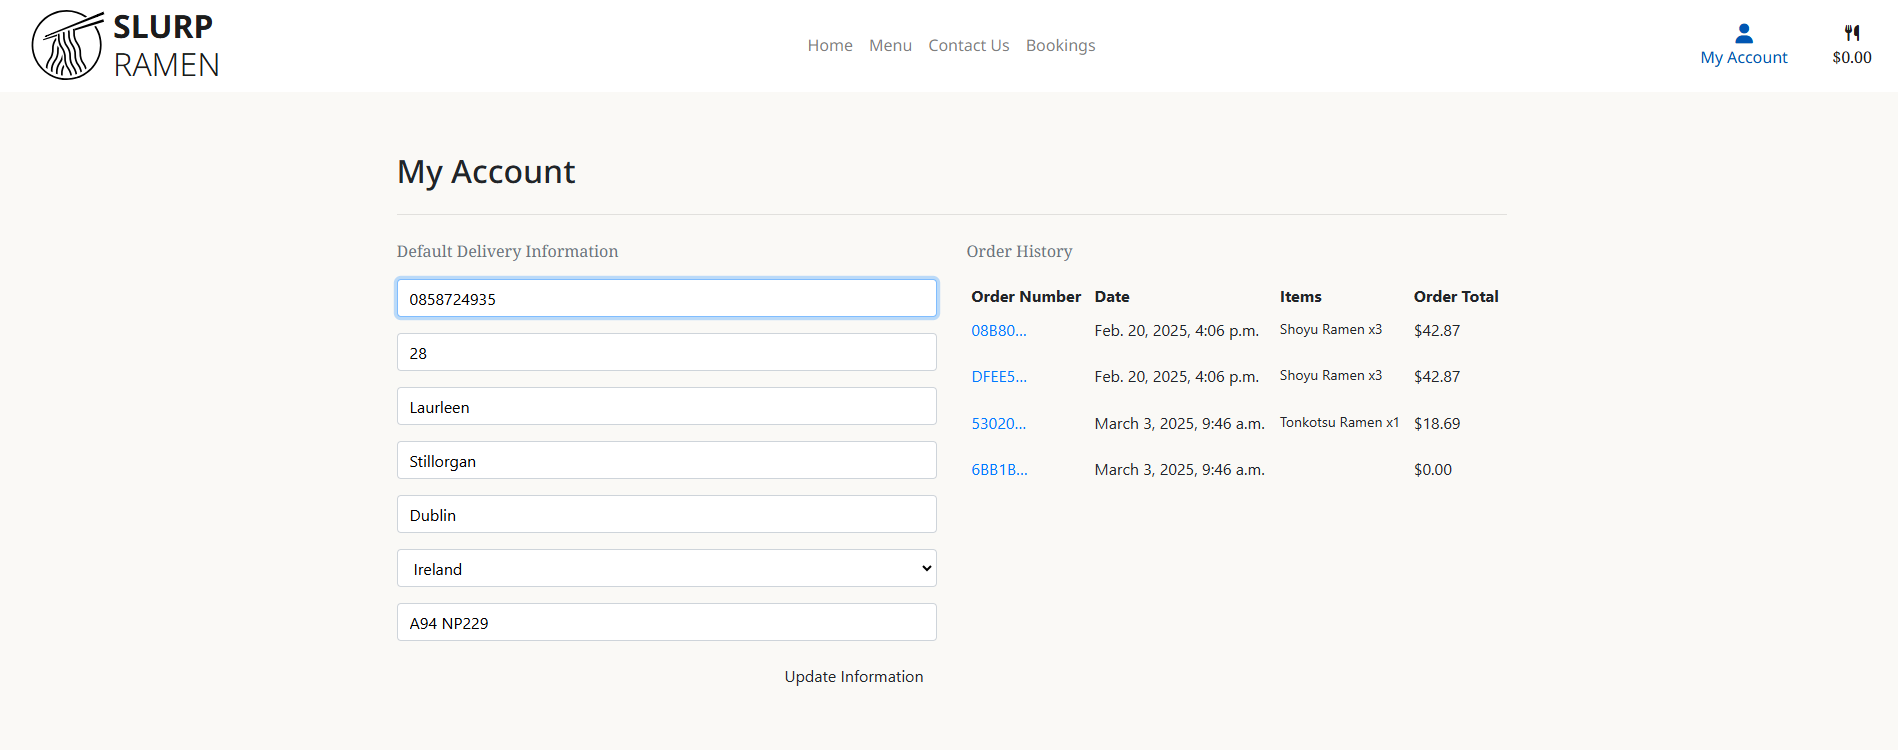 SLURP
RAMEN
Home Menu Contact Us Bookings
My Account
$0.00
My Account
Default Delivery Information
0858724935
28
Laurleen
Stillorgan
Dublin
Ireland
A94 NP229
Update Information
Order History
Order Number Date Items Order Total
08B80... Feb. 20, 2025, 4:06 p.m. Shoyu Ramen x3 $42.87
DFEE5... Feb. 20, 2025, 4:06 p.m. Shoyu Ramen x3 $42.87
53020... March 3, 2025, 9:46 a.m. Tonkotsu Ramen x1 $18.69
6BB1B... March 3, 2025, 9:46 a.m. $0.00